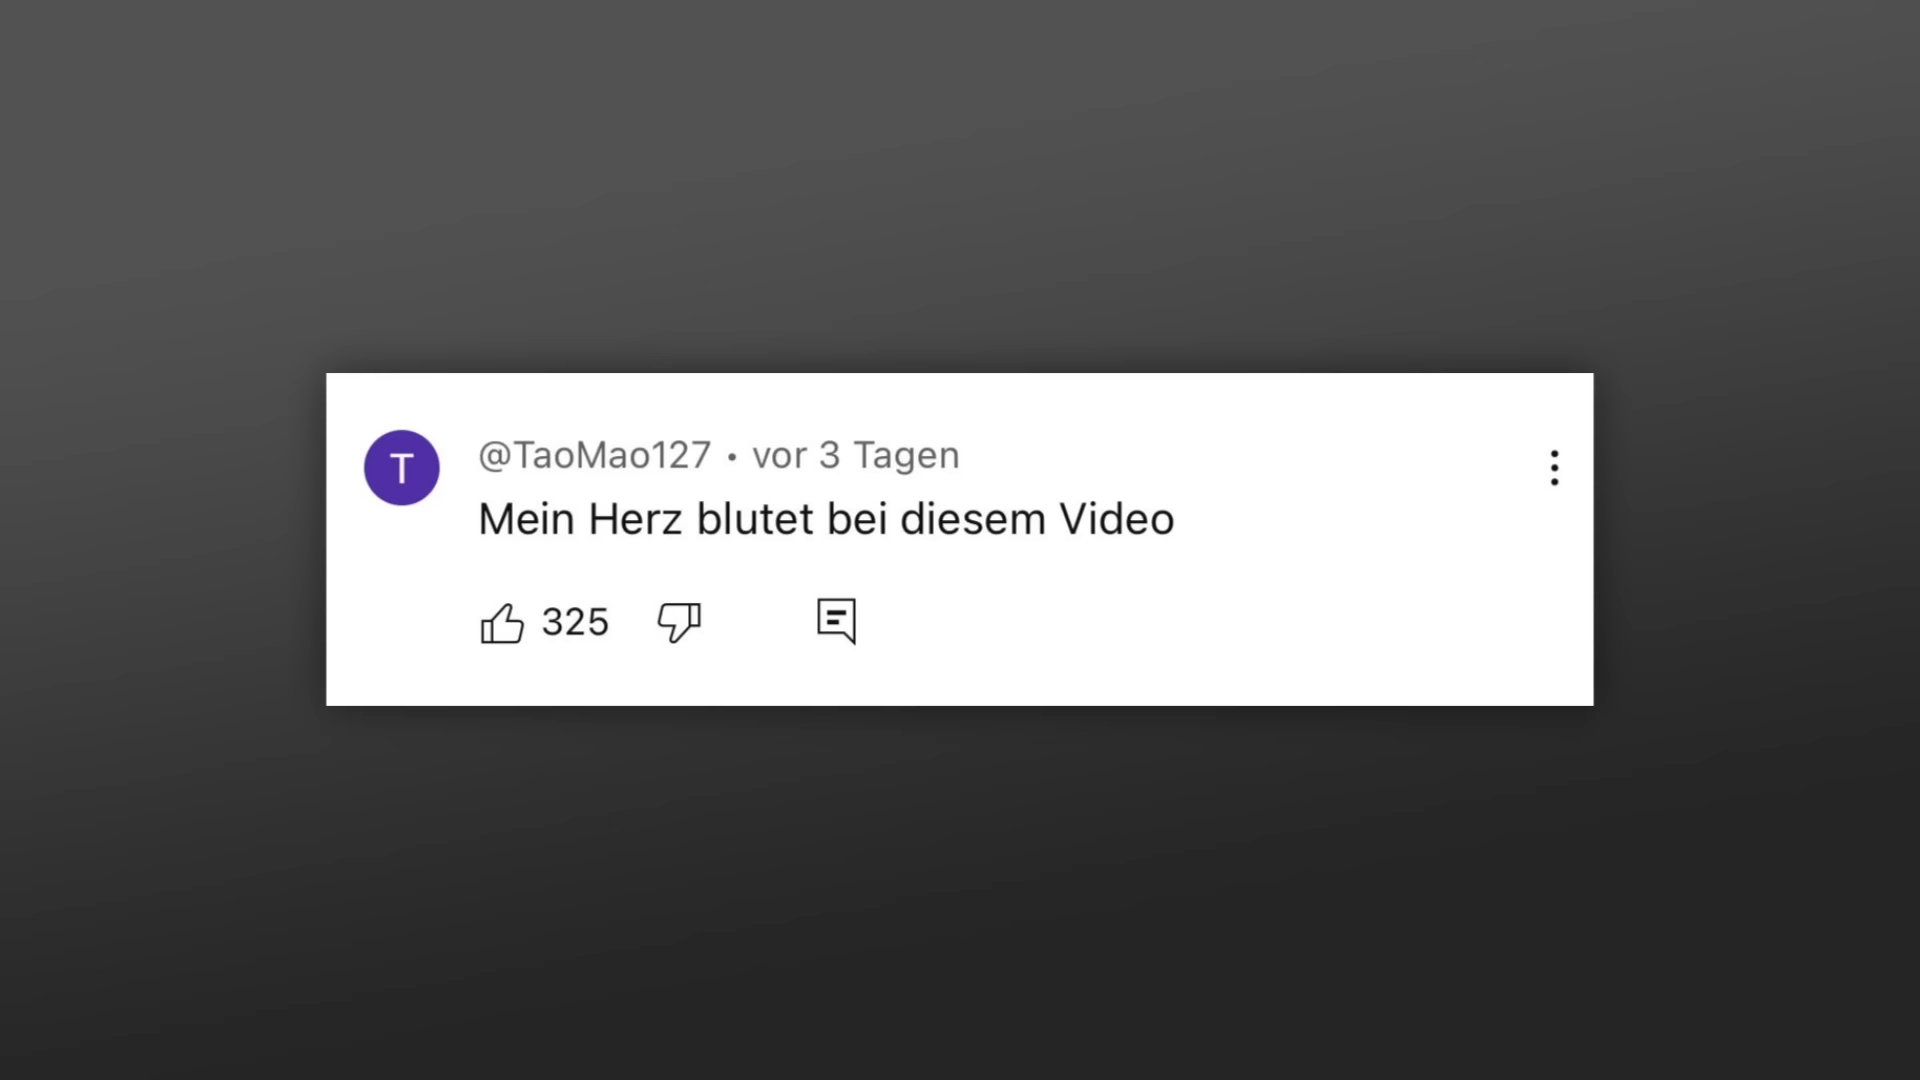 T
@TaoMao127 • vor 3 Tagen
Mein Herz blutet bei diesem Video
325